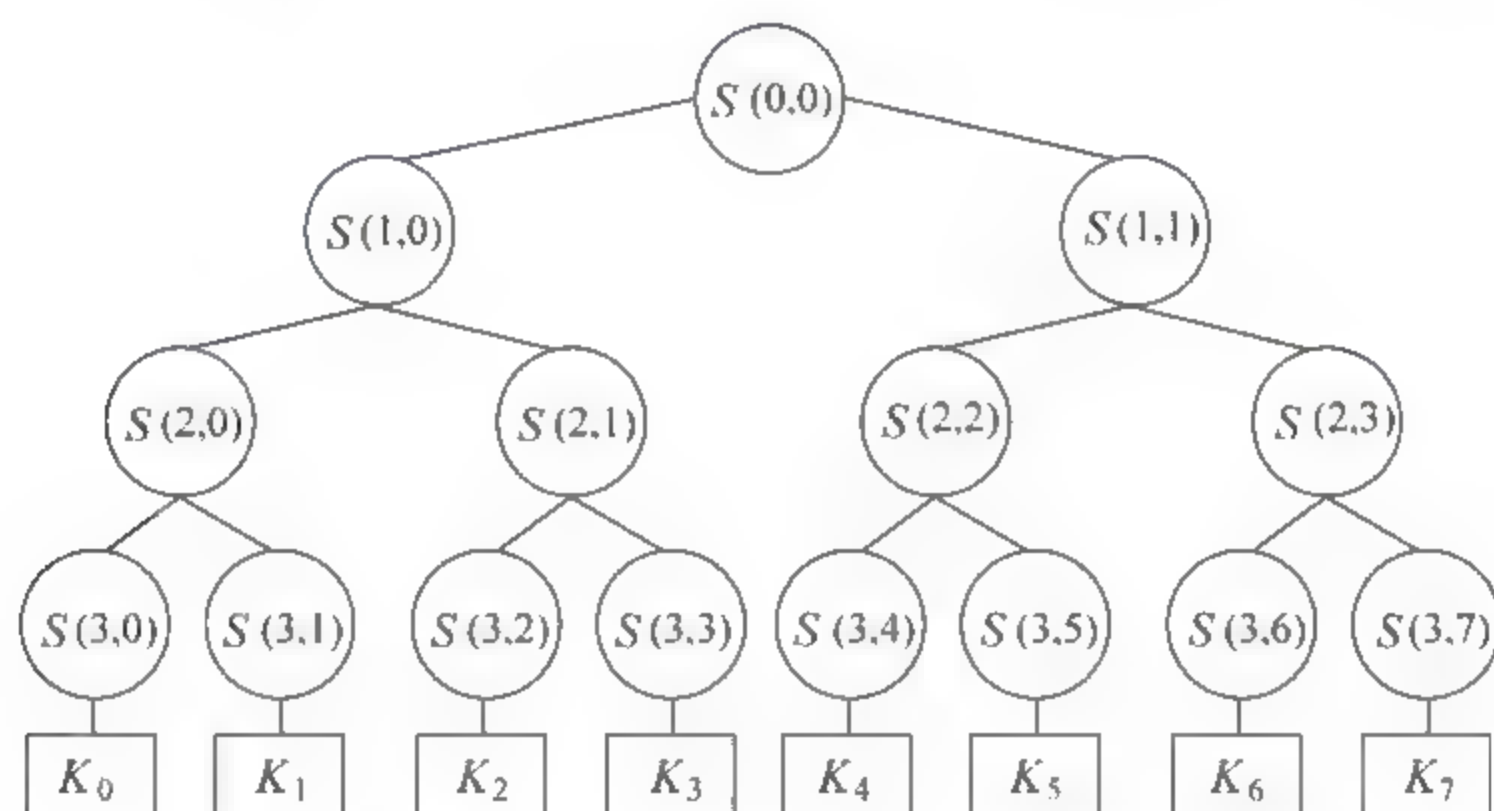 S (0,0)
S(1,0) S(1,1)
S (2,0) S (2,1) S (2,2) S (2,3)
S(3,0) S(3,1) S(3,2) S(3,3) S(3,4) S(3,5) S(3,6) S(3,7)
K₀ K₁ K₂ K₃ K₄ K₅ K₆ K₇